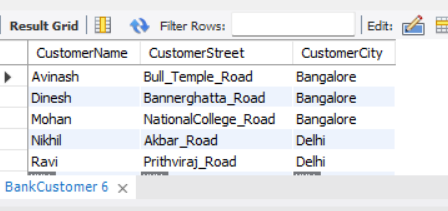 Result Grid Filter Rows: Edit:
CustomerName CustomerStreet CustomerCity
Avinash Bull_Temple_Road Bangalore
Dinesh Bannerghatta_Road Bangalore
Mohan NationalCollege_Road Bangalore
Nikhil Akbar_Road Delhi
Ravi Prithviraj_Road Delhi
BankCustomer 6 ×